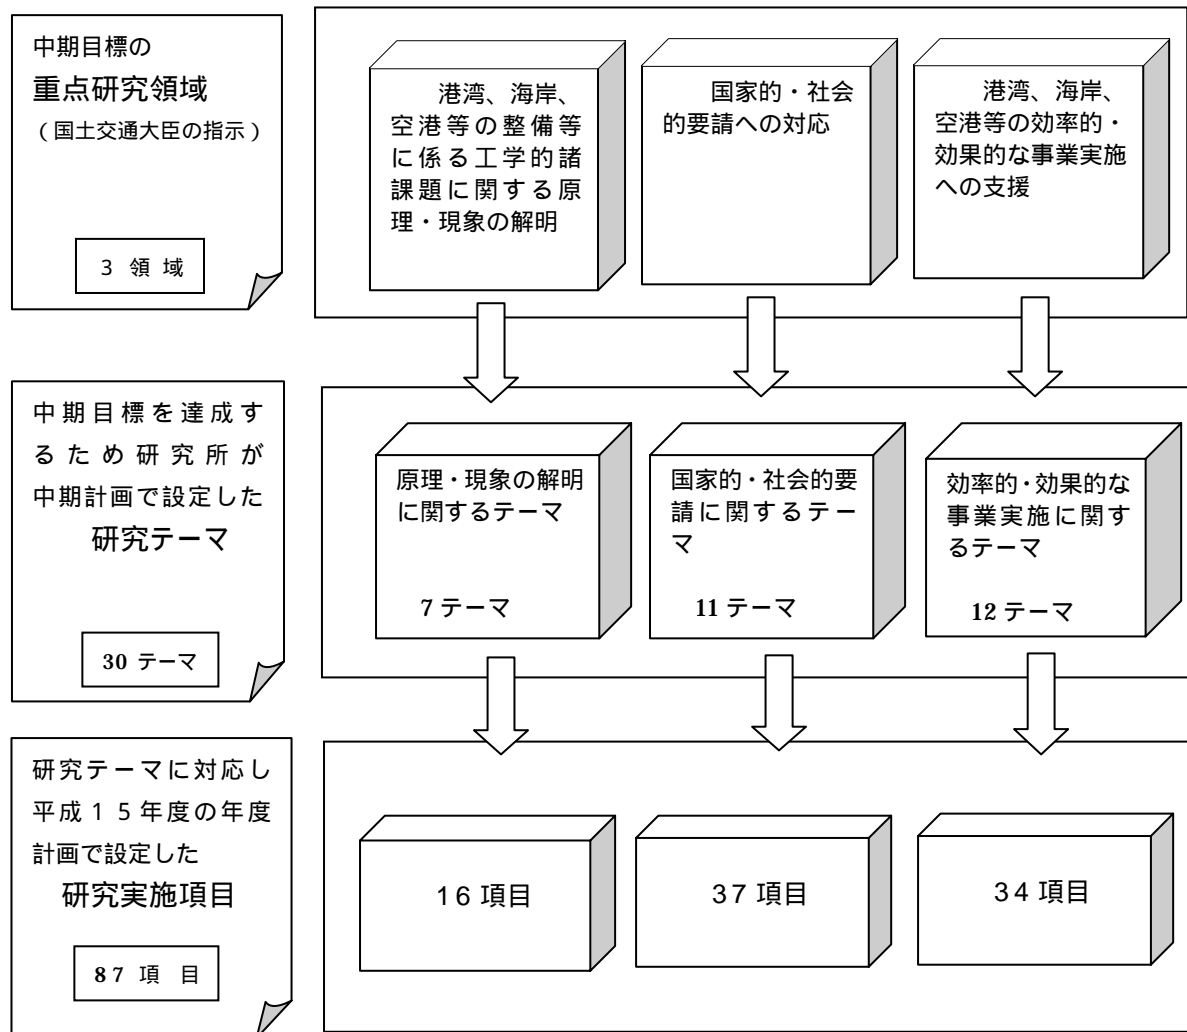 中期目標の
重点研究領域
(国土交通大臣の指示)
3 領 域
港湾、海岸、
空港等の整備等
に係る工学的諸
課題に関する原
理・現象の解明
国家的・社会
的要請への対応
港湾、海岸、
空港等の効率的・
効果的な事業実施
への支援
中期目標を達成す
るため研究所が
中期計画で設定した
研究テーマ
30 テーマ
原理・現象の解明
に関するテーマ
7 テーマ
国家的・社会的要
請に関するテー
マ
11 テーマ
効率的・効果的な
事業実施に関す
るテーマ
12 テーマ
研究テーマに対応し
平成15年度の年度
計画で設定した
研究実施項目
87 項 目
16 項目
37 項目
34 項目